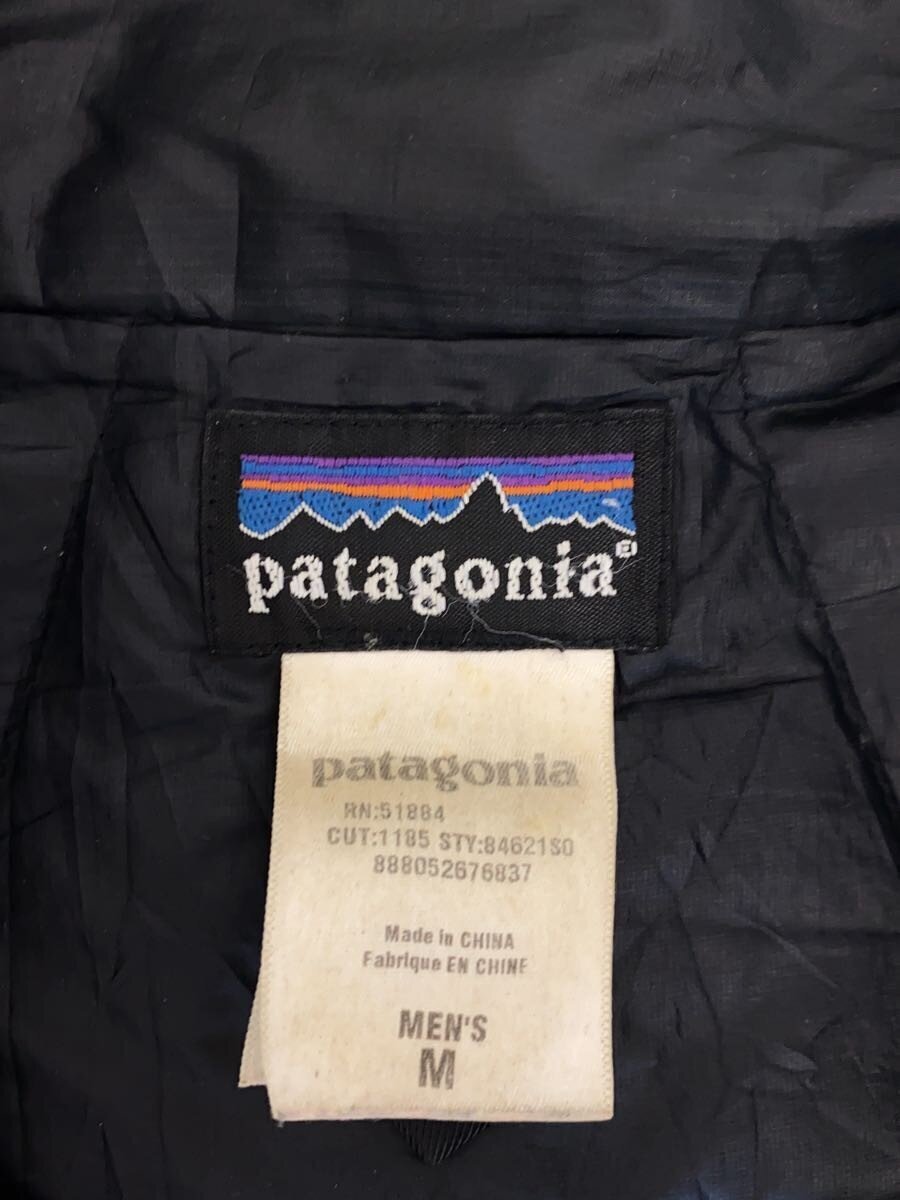 patagonia®
patagonia
RN:51884
CUT:1185 STY:84621S0
888052676837
Made in CHINA
Fabrique EN CHINE
MEN'S
M